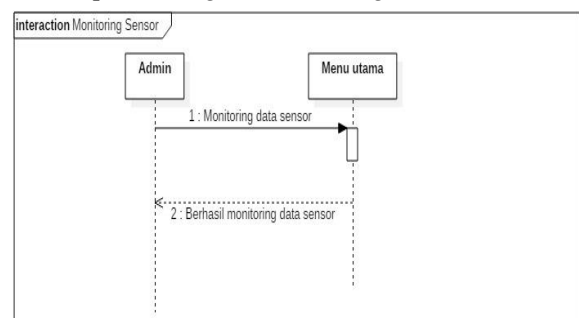 interaction Monitoring Sensor
Admin
Menu utama
1 : Monitoring data sensor
2 : Berhasil monitoring data sensor